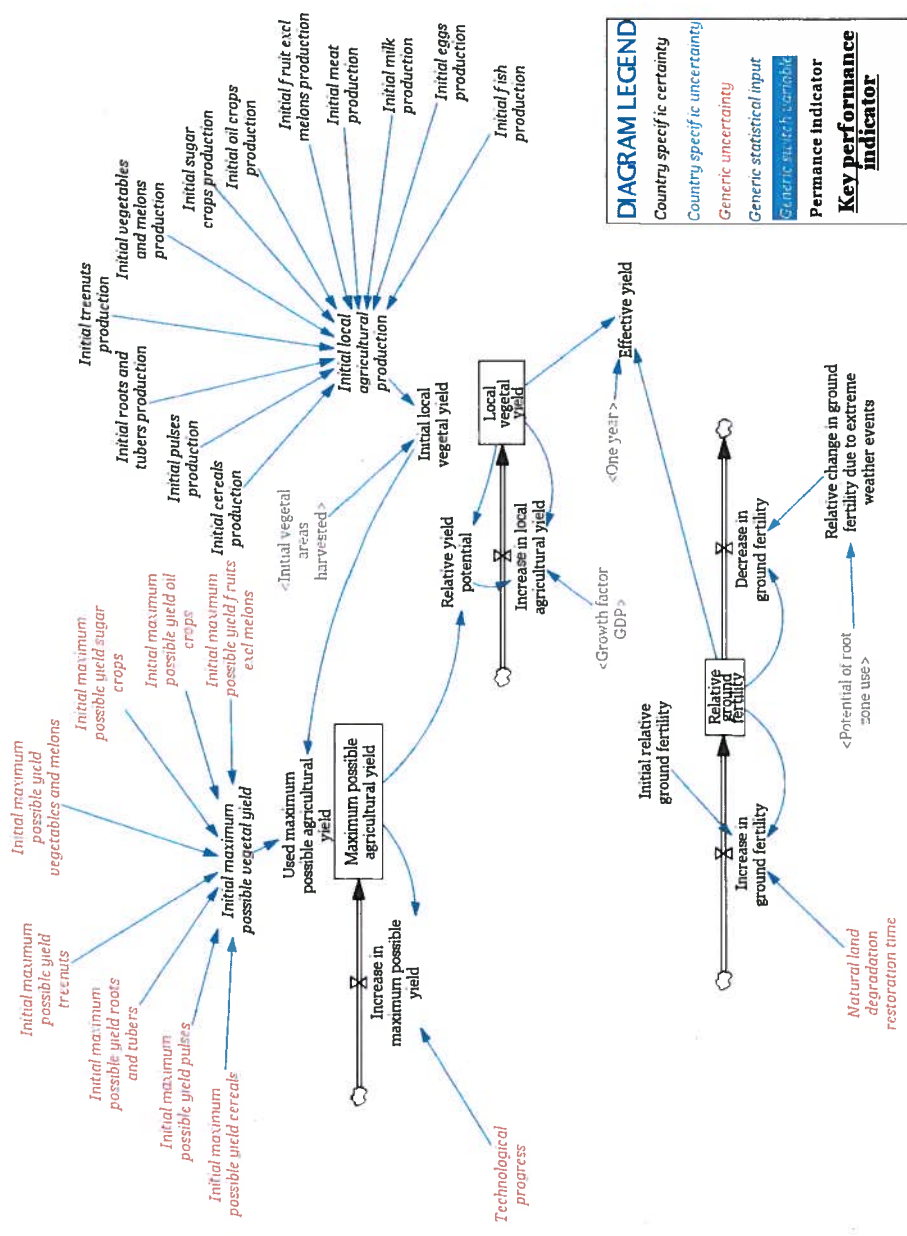 Initial maximum
possible yield cereals
Initial maximum
possible yield pulses
Initial maximum
possible yield roots
and tubers
Initial maximum
possible yield
treenuts
Initial maximum
possible yield
vegetables and melons
Initial maximum
possible yield sugar
crops
Initial maximum
possible yield oil
crops
Initial maximum
possible yield fruits
excl melons
Initial maximum
possible vegetal yield
Used maximum
possible agricultural
yield
Maximum possible
agricultural yield
Increase in
maximum possible
yield
Technological
progress
Initial cereals
production
Initial pulses
production
Initial roots and
tubers production
Initial treenuts
production
Initial vegetables
and melons
production
Initial sugar
crops production
Initial oil crops
production
Initial fruit excl
melons production
Initial meat
production
Initial milk
production
Initial eggs
production
Initial fish
production
Initial local
agricultural
production
<Initial vegetal
areas
harvested>
Initial local
vegetal yield
Local
vegetal yield
Relative yield
potential
Increase in local
agricultural yield
<Growth factor
GDP>
<One year>
Effective yield
Initial relative
ground fertility
Relative
ground
fertility
Increase in
ground fertility
Decrease in
ground fertility
Natural land
degradation
restoration time
<Potential of root
zone use>
Relative change in ground
fertility due to extreme
weather events
DIAGRAM LEGEND
Country specific certainty
Country specific uncertainty
Generic uncertainty
Generic statistical input
Generic switch variable
Permance indicator
Key performance
indicator